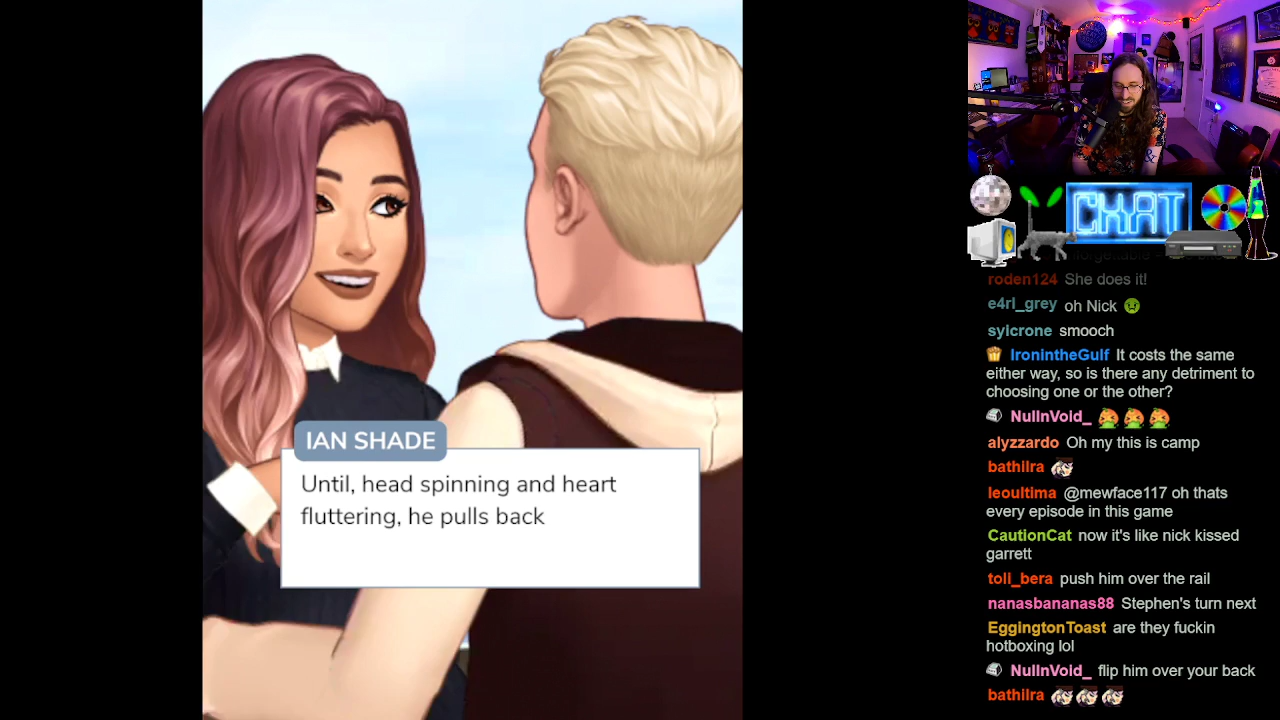 IAN SHADE
Until, head spinning and heart
fluttering, he pulls back
CHAT
roden124 She does it!
e4rl_grey oh Nick
sylcrone smooch
IronintheGulf It costs the same
either way, so is there any detriment to
choosing one or the other?
NullnVoid_
alyzzardo Oh my this is camp
bathilra
leoultima @mewface117 oh thats
every episode in this game
CautionCat now it's like nick kissed
garrett
toli_bera push him over the rail
nanasbananas88 Stephen's turn next
EggingtonToast are they fuckin
hotboxing lol
NullnVoid_ flip him over your back
bathilra